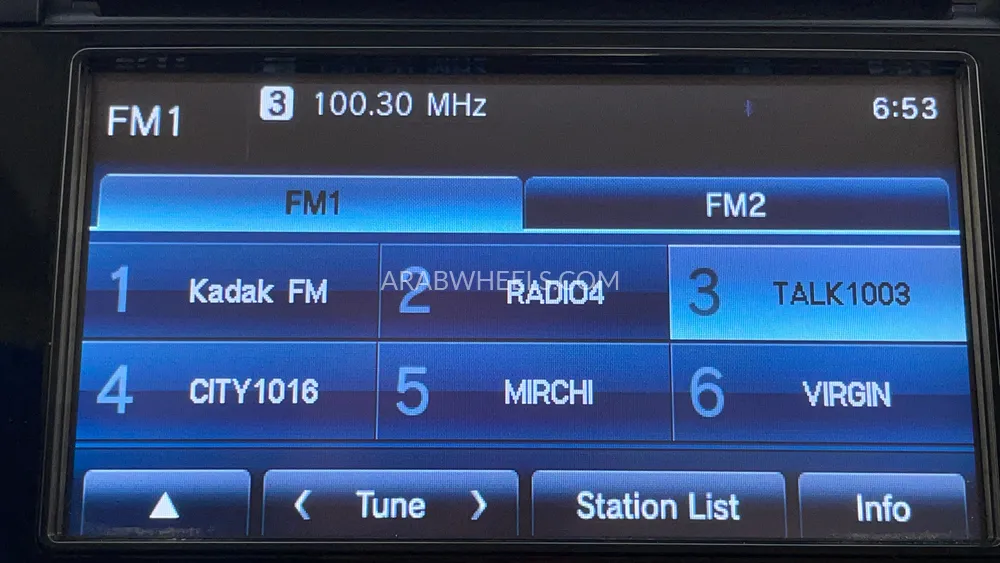 FM1 3 100.30 MHz 6:53
FM1 FM2
1 Kadak FM 2 RADIO4 3 TALK1003
ARABWHEELS.COM
4 CITY1016 5 MIRCHI 6 VIRGIN
Tune Station List Info